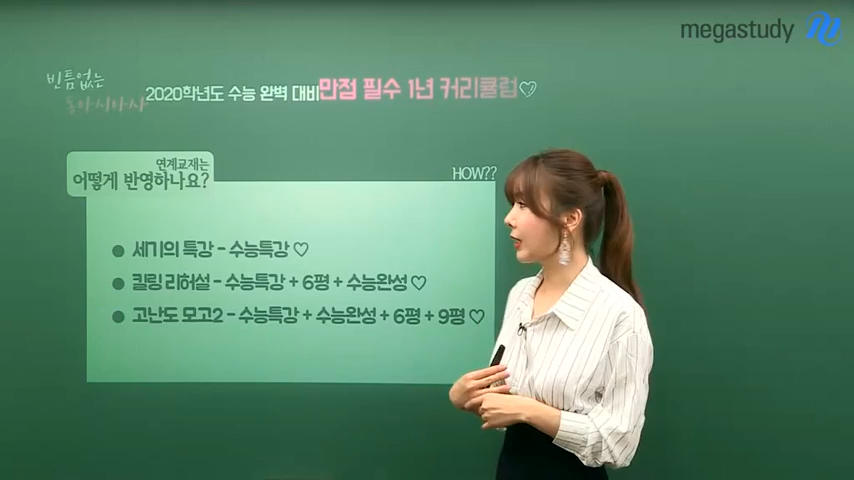 megastudy
빈틈없는
동아시아사
2020학년도 수능 완벽 대비 만점 필수 1년 커리큘럼♡
연계교재는
어떻게 반영하나요?
HOW??
● 세기의 특강 - 수능특강 ♡
● 킬링 리허설 - 수능특강 + 6평 + 수능완성 ♡
● 고난도 모고2 - 수능특강 + 수능완성 + 6평 + 9평 ♡